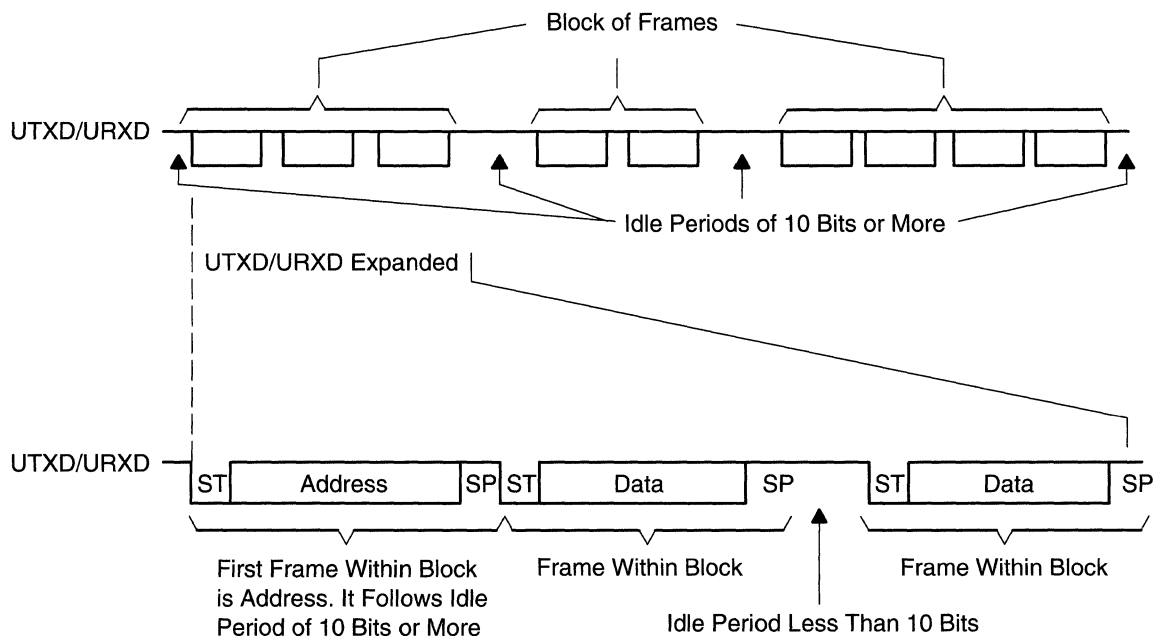 Block of Frames
UTXD/URXD
Idle Periods of 10 Bits or More
UTXD/URXD Expanded
UTXD/URXD
ST Address SP ST Data SP ST Data SP
First Frame Within Block
is Address. It Follows Idle
Period of 10 Bits or More
Frame Within Block
Frame Within Block
Idle Period Less Than 10 Bits